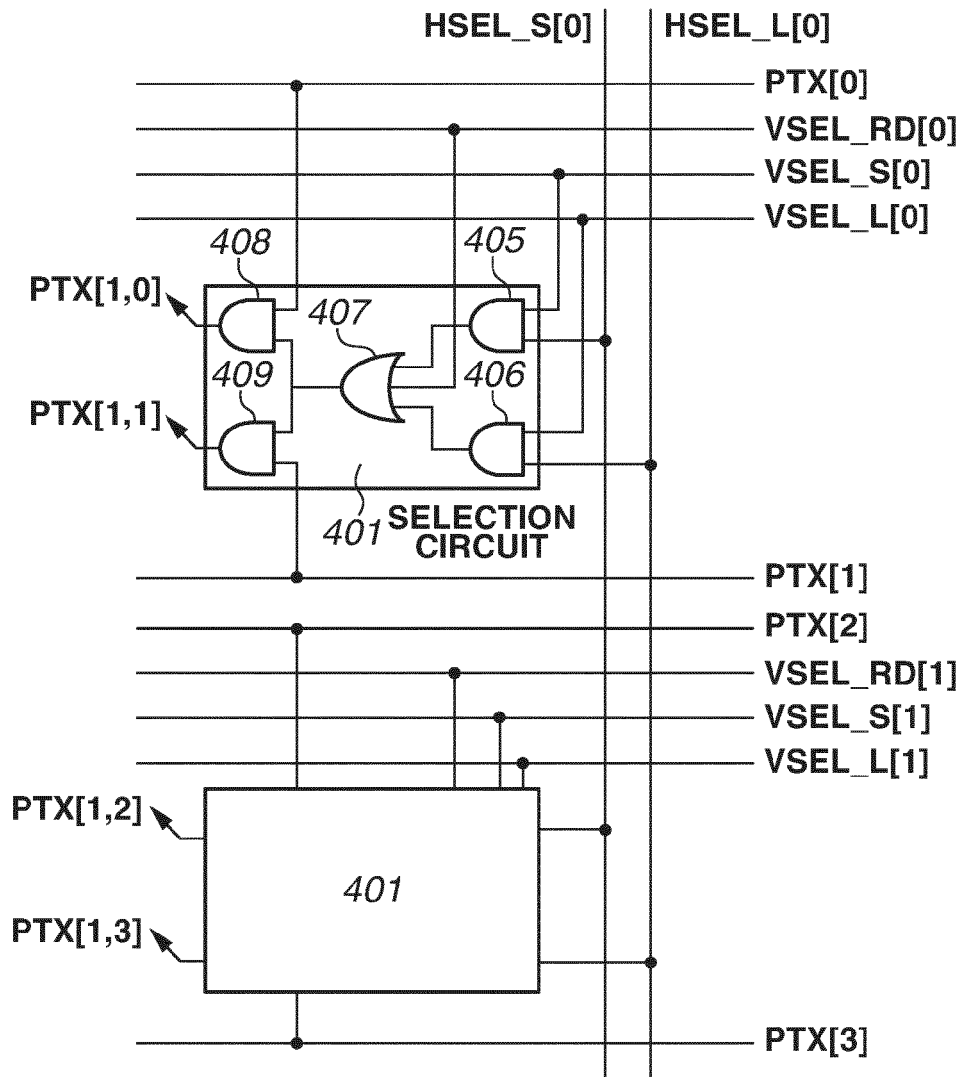 HSEL_S[0] HSEL_L[0]
PTX[0]
VSEL_RD[0]
VSEL_S[0]
VSEL_L[0]
408 405
PTX[1,0]
407
409 406
PTX[1,1]
401 SELECTION
CIRCUIT
PTX[1]
PTX[2]
VSEL_RD[1]
VSEL_S[1]
VSEL_L[1]
PTX[1,2]
401
PTX[1,3]
PTX[3]